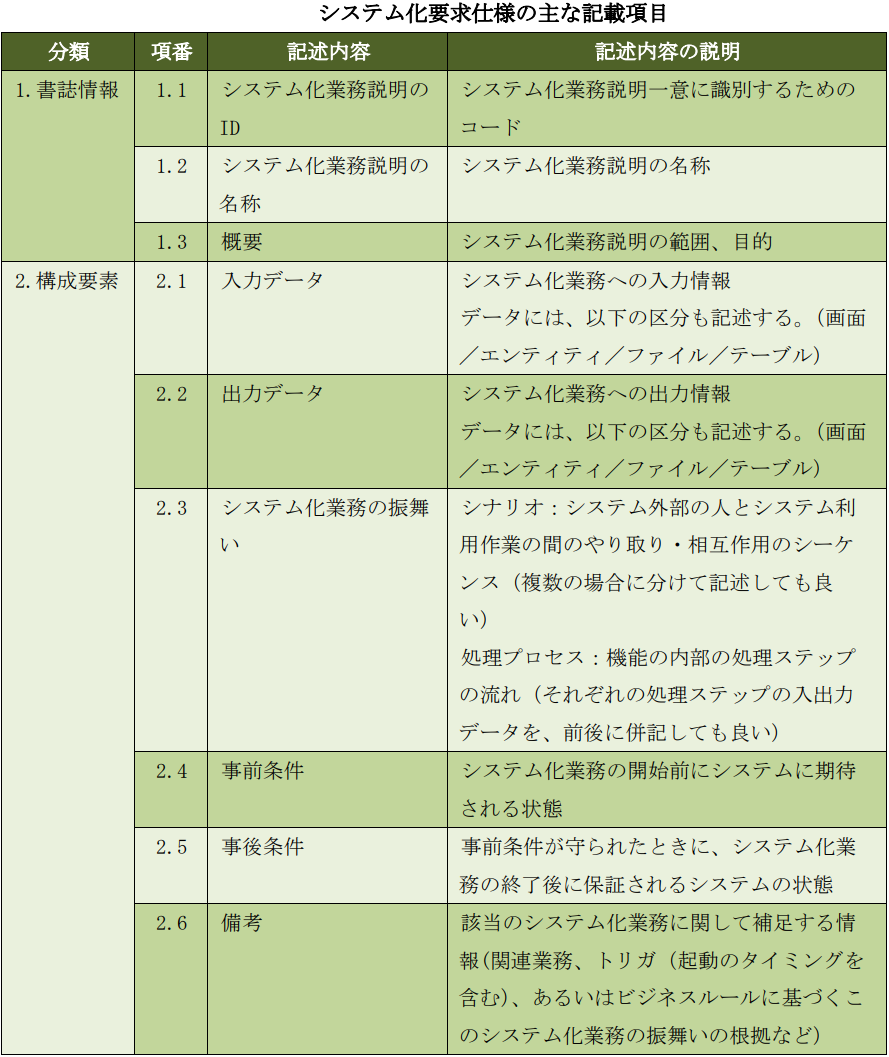 システム化要求仕様の主な記載項目
分類 項番 記述内容 記述内容の説明
1.書誌情報 1.1 システム化業務説明の システム化業務説明一意に識別するための
ID コード
1.2 システム化業務説明の システム化業務説明の名称
名称
1.3 概要 システム化業務説明の範囲、目的
2.構成要素 2.1 入力データ システム化業務への入力情報
データには、以下の区分も記述する。（画面
／エンティティ／ファイル／テーブル）
2.2 出力データ システム化業務への出力情報
データには、以下の区分も記述する。（画面
／エンティティ／ファイル／テーブル）
2.3 システム化業務の振舞 シナリオ：システム外部の人とシステム利
い 用作業の間のやり取り・相互作用のシーケ
ンス（複数の場合に分けて記述しても良
い）
処理プロセス：機能の内部の処理ステップ
の流れ（それぞれの処理ステップの入出力
データを、前後に併記しても良い）
2.4 事前条件 システム化業務の開始前にシステムに期待
される状態
2.5 事後条件 事前条件が守られたときに、システム化業
務の終了後に保証されるシステムの状態
2.6 備考 該当のシステム化業務に関して補足する情
報(関連業務、トリガ（起動のタイミングを
含む）、あるいはビジネスルールに基づくこ
のシステム化業務の振舞いの根拠など）